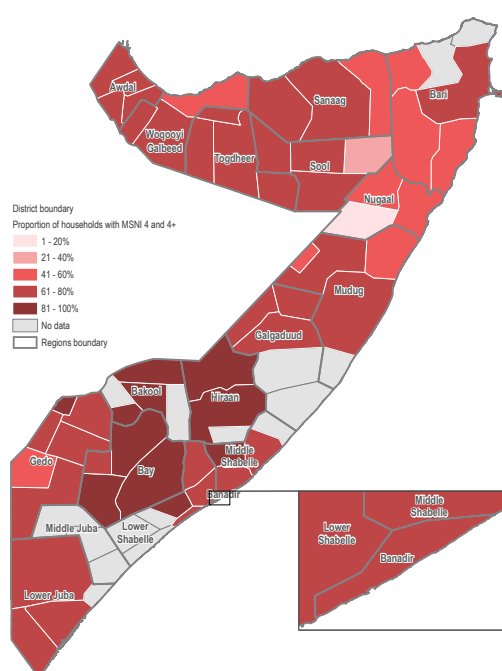 Awdal
Sanaag
Bari
Woqooyi
Galbeed
Togdheer
Sool
Nugaal
District boundary
Proportion of households with MSNI 4 and 4+
1 - 20%
21 - 40%
41 - 60%
61 - 80%
81 - 100%
No data
Regions boundary
Mudug
Galgaduud
Bakool
Hiraan
Gedo
Bay
Middle
Shabelle
Banadir
Middle Juba
Lower
Shabelle
Lower Juba
Middle
Shabelle
Lower
Shabelle
Banadir